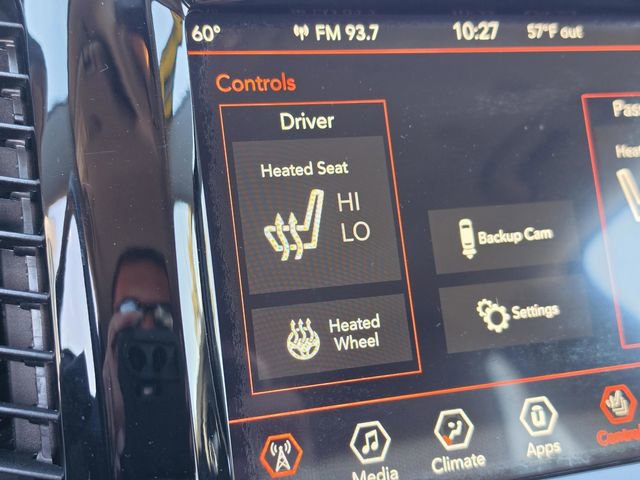 60° FM 93.7 10:27 57°F out
Controls
Driver
Heated Seat
HI
LO
Backup Cam
Heated
Wheel
Settings
Media
Climate
Apps